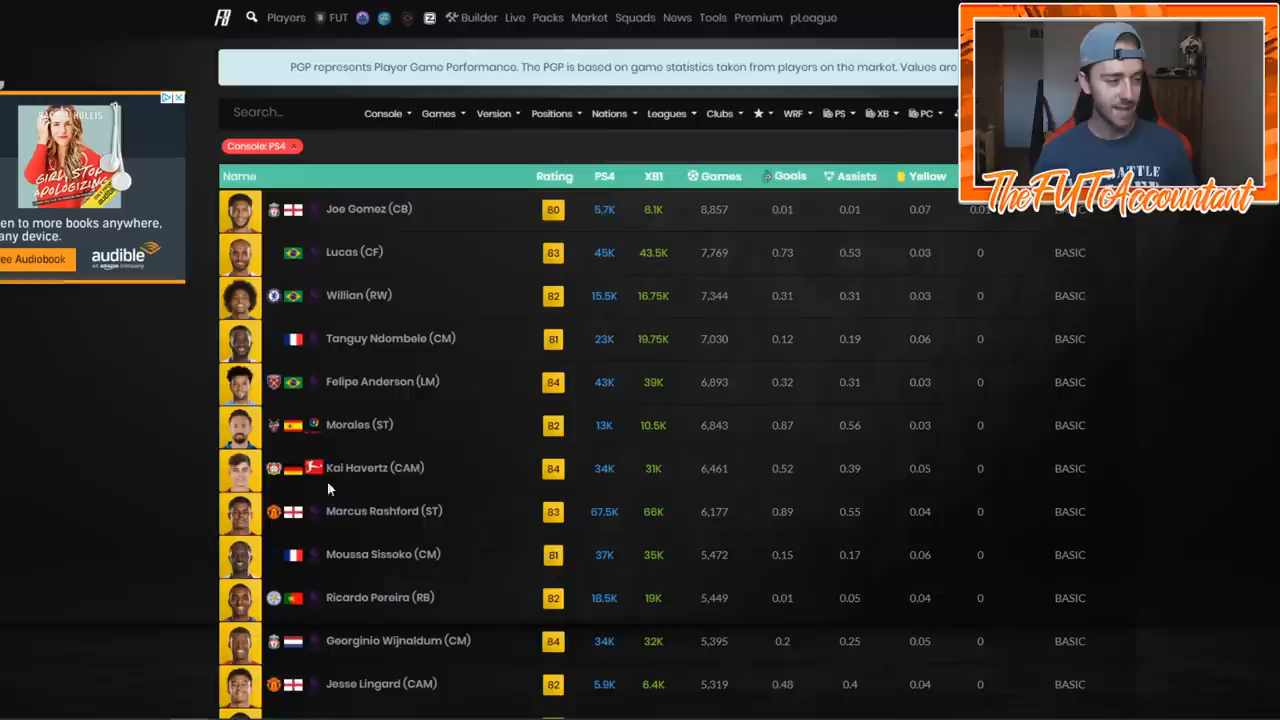 FB Players FUT Z Builder Live Packs Market Squads News Tools Premium pLeague
PGP represents Player Game Performance. The PGP is based on game statistics taken from players on the market. Values are
Search... Console Games Version Positions Nations Leagues Clubs WRF PS XB PC
Console: PS4
Name Rating PS4 XB1 Games Goals Assists Yellow
Joe Gomez (CB) 80 5.7K 6.1K 8,857 0.01 0.01 0.07 0.01 BASIC
Lucas (CF) 83 45K 43.5K 7,769 0.73 0.53 0.03 0 BASIC
Willian (RW) 82 15.5K 16.75K 7,344 0.31 0.31 0.03 0 BASIC
Tanguy Ndombele (CM) 81 23K 19.75K 7,030 0.12 0.19 0.06 0 BASIC
Felipe Anderson (LM) 84 43K 39K 6,893 0.32 0.31 0.03 0 BASIC
Morales (ST) 82 13K 10.5K 6,843 0.87 0.56 0.03 0 BASIC
Kai Havertz (CAM) 84 34K 31K 6,461 0.52 0.39 0.05 0 BASIC
Marcus Rashford (ST) 83 67.5K 66K 6,177 0.89 0.55 0.04 0 BASIC
Moussa Sissoko (CM) 81 37K 35K 5,472 0.15 0.17 0.06 0 BASIC
Ricardo Pereira (RB) 82 18.5K 19K 5,449 0.01 0.05 0.04 0 BASIC
Georginio Wijnaldum (CM) 84 34K 32K 5,395 0.2 0.25 0.05 0 BASIC
Jesse Lingard (CAM) 82 5.9K 6.4K 5,319 0.48 0.4 0.04 0 BASIC
HOLLIS
GIRL, STOP
APOLOGIZING
en to more books anywhere,
any device.
ree Audiobook
audible
an amazon company
BATTLE
TheFUTAccountant